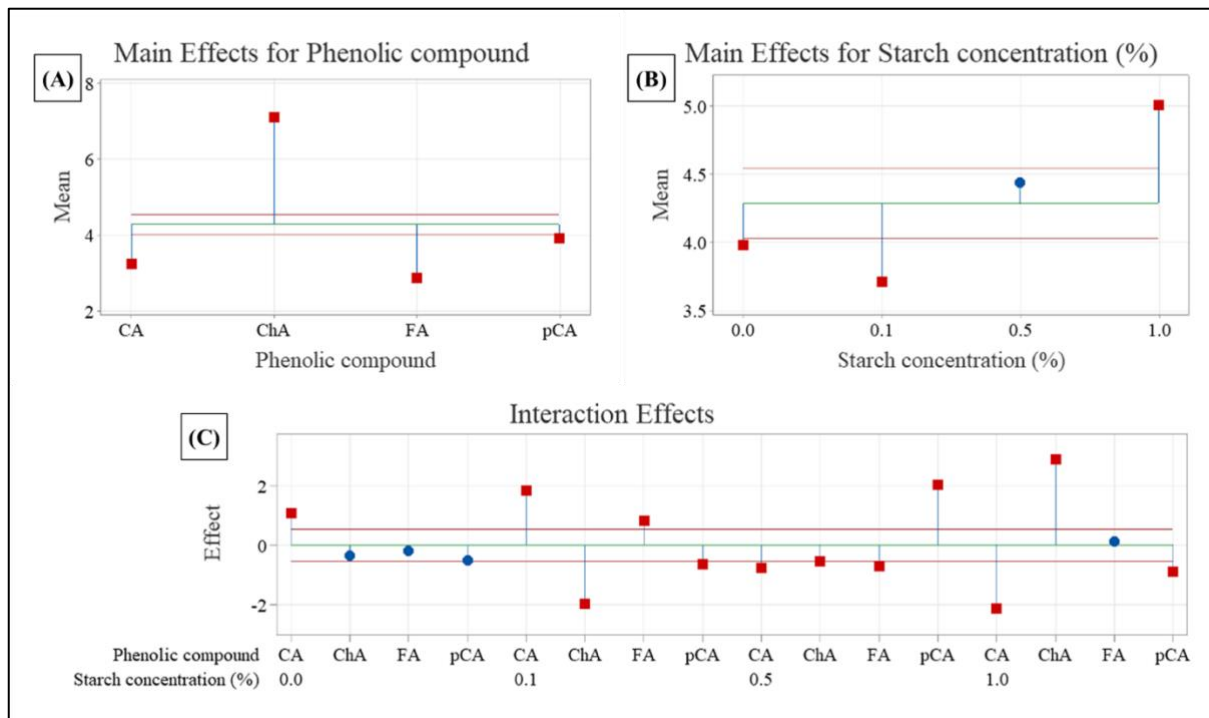 Main Effects for Phenolic compound
(A)
8
6
4
2
Mean
CA ChA FA pCA
Phenolic compound
Main Effects for Starch concentration (%)
(B)
5.0
4.5
4.0
3.5
Mean
0.0 0.1 0.5 1.0
Starch concentration (%)
Interaction Effects
(C)
2
0
-2
Effect
Phenolic compound CA ChA FA pCA CA ChA FA pCA CA ChA FA pCA CA ChA FA pCA
Starch concentration (%) 0.0 0.1 0.5 1.0